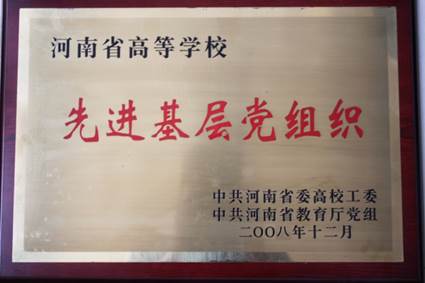 河南省高等学校
先进基层党组织
中共河南省委高校工委
中共河南省教育厅党组
二〇〇八年十二月